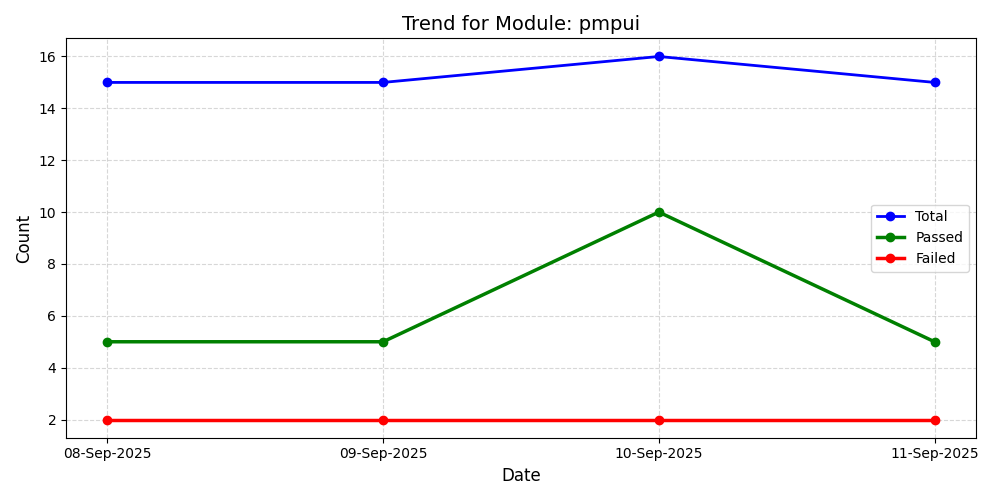 Trend for Module: pmpui
Count
16
14
12
10
8
6
4
2
Total
Passed
Failed
08-Sep-2025 09-Sep-2025 10-Sep-2025 11-Sep-2025
Date